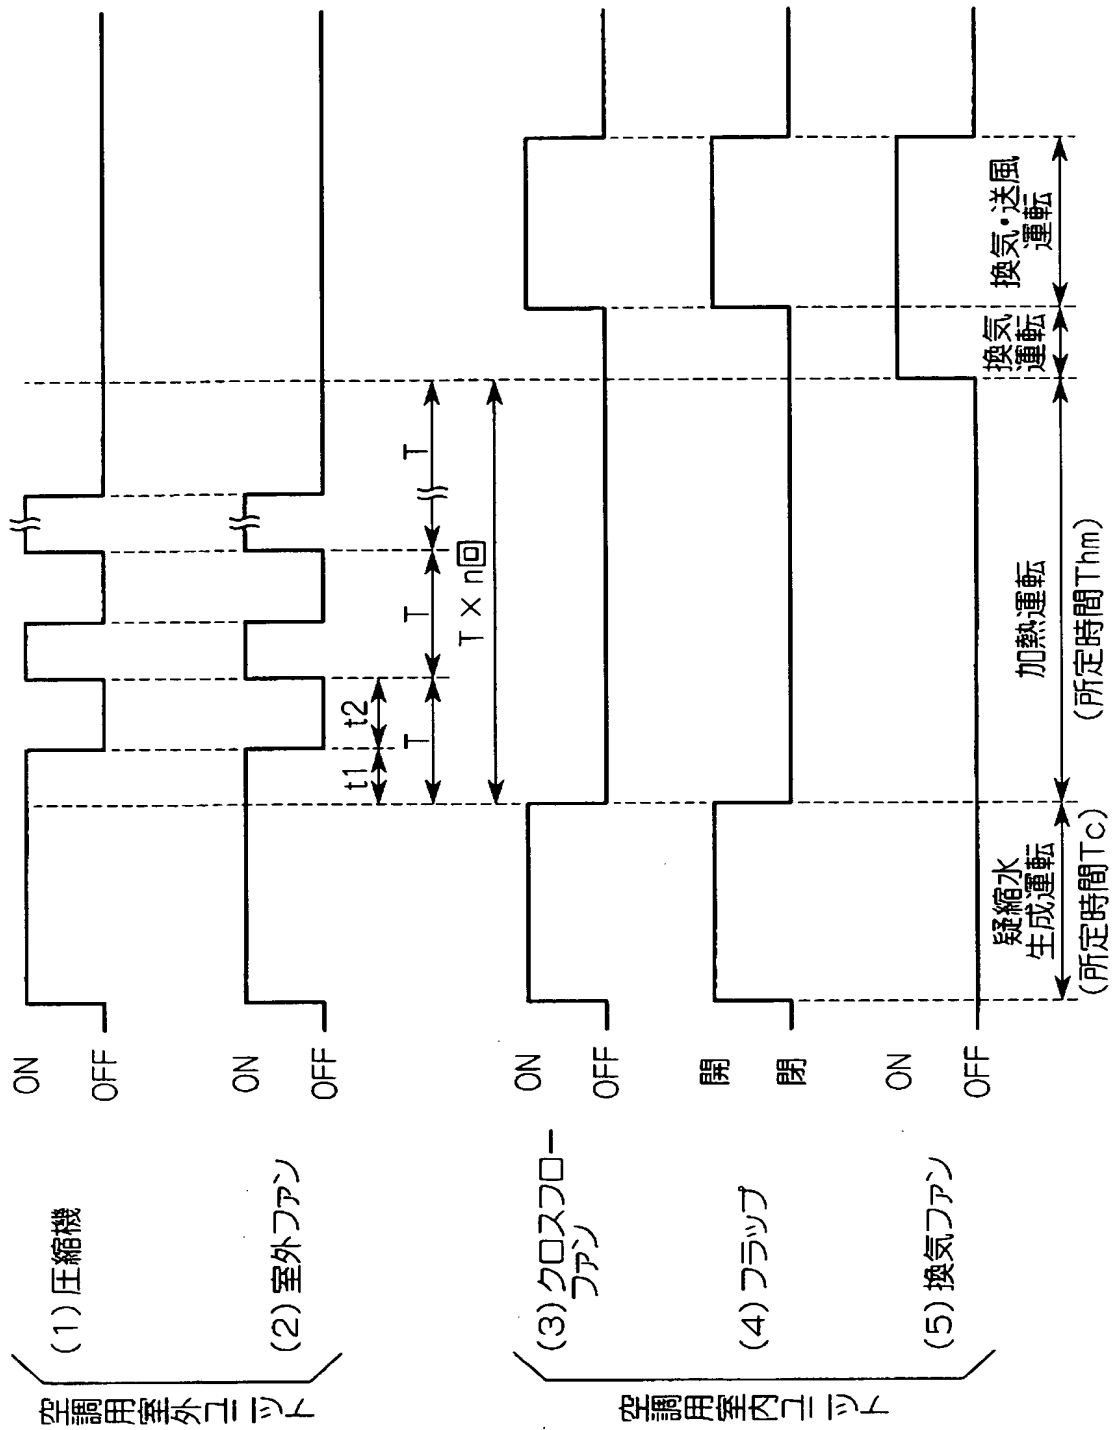 空調用室外ユニット
(1)圧縮機
ON
OFF
(2)室外ファン
ON
OFF
t1
t2
T
T
T
T×n回
空調用室内ユニット
(3)クロスフロー
ファン
ON
OFF
(4)フラップ
開
閉
(5)換気ファン
ON
OFF
疑縮水
生成運転
(所定時間Tc)
加熱運転
(所定時間Thm)
換気
運転
換気・送風
運転